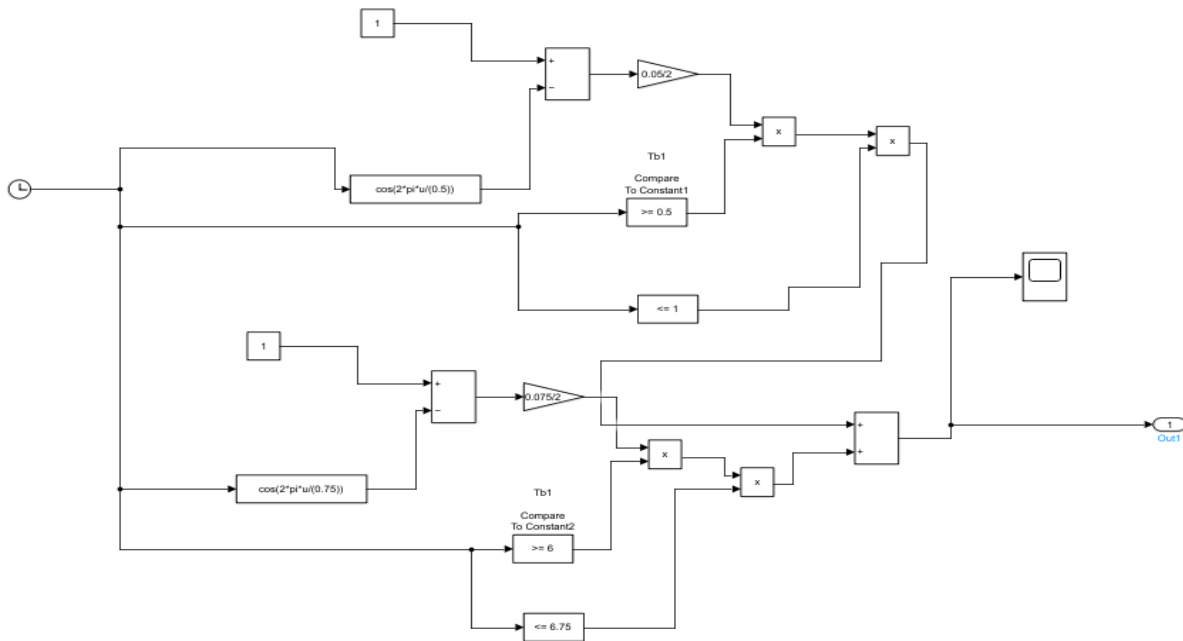 1
+
−
0.05/2
x
x
Tb1
Compare
To Constant1
cos(2*pi*u/(0.5))
>= 0.5
<= 1
1
+
−
0.075/2
+
+
1
Out1
x
x
cos(2*pi*u/(0.75))
Tb1
Compare
To Constant2
>= 6
<= 6.75